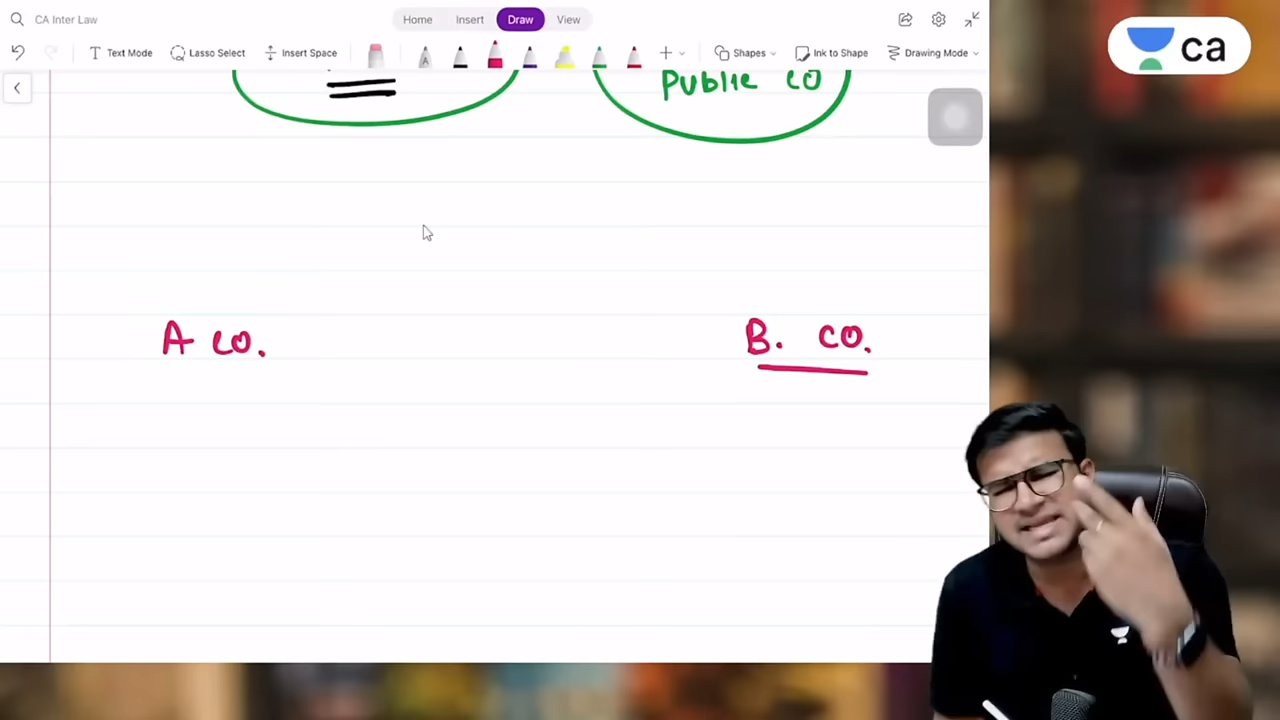 CA Inter Law
Home Insert Draw View
Text Mode Lasso Select Insert Space Shapes Ink to Shape Drawing Mode
ca
Public CO
A CO.
B. CO.